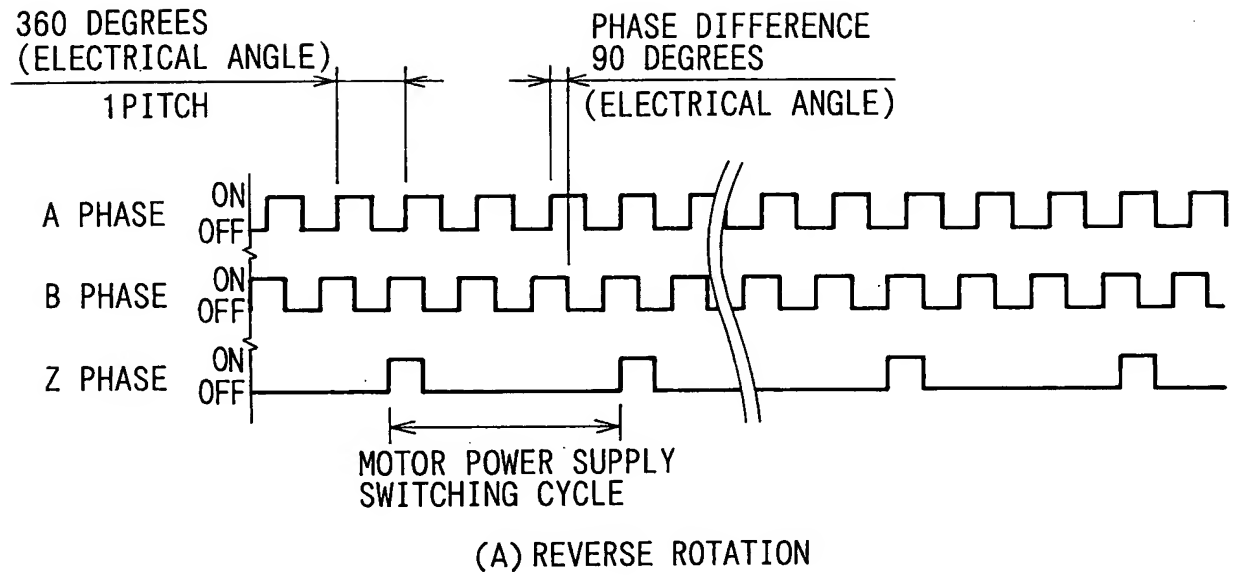 360 DEGREES
(ELECTRICAL ANGLE)
1PITCH
PHASE DIFFERENCE
90 DEGREES
(ELECTRICAL ANGLE)
A PHASE
ON
OFF
B PHASE
ON
OFF
Z PHASE
ON
OFF
MOTOR POWER SUPPLY
SWITCHING CYCLE
(A) REVERSE ROTATION